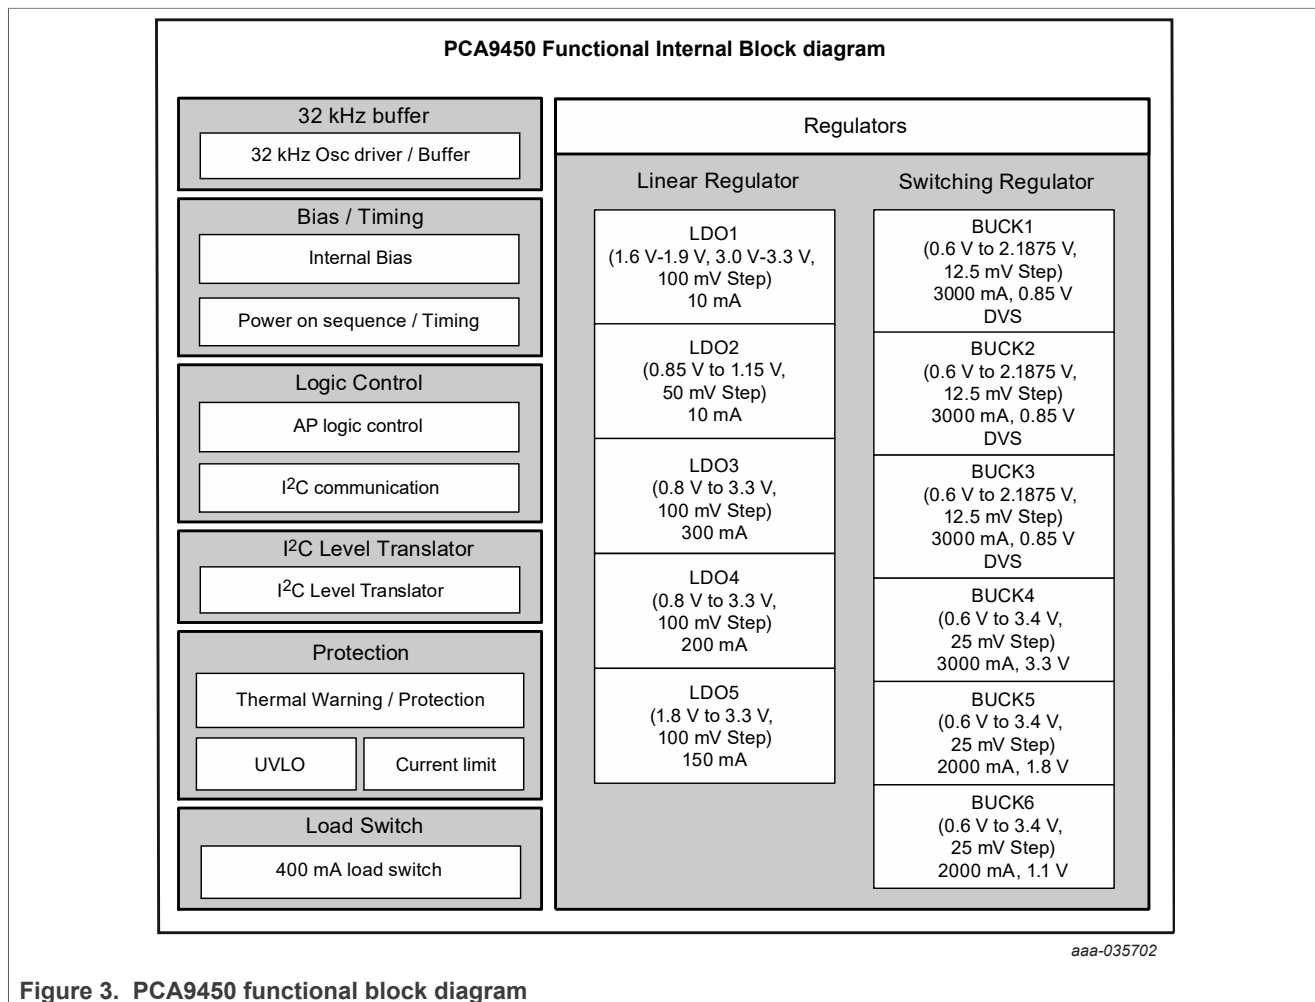 PCA9450 Functional Internal Block diagram
32 kHz buffer
32 kHz Osc driver / Buffer
Bias / Timing
Internal Bias
Power on sequence / Timing
Logic Control
AP logic control
I2C communication
I2C Level Translator
I2C Level Translator
Protection
Thermal Warning / Protection
UVLO
Current limit
Load Switch
400 mA load switch
Regulators
Linear Regulator
LDO1
(1.6 V-1.9 V, 3.0 V-3.3 V,
100 mV Step)
10 mA
LDO2
(0.85 V to 1.15 V,
50 mV Step)
10 mA
LDO3
(0.8 V to 3.3 V,
100 mV Step)
300 mA
LDO4
(0.8 V to 3.3 V,
100 mV Step)
200 mA
LDO5
(1.8 V to 3.3 V,
100 mV Step)
150 mA
Switching Regulator
BUCK1
(0.6 V to 2.1875 V,
12.5 mV Step)
3000 mA, 0.85 V
DVS
BUCK2
(0.6 V to 2.1875 V,
12.5 mV Step)
3000 mA, 0.85 V
DVS
BUCK3
(0.6 V to 2.1875 V,
12.5 mV Step)
3000 mA, 0.85 V
DVS
BUCK4
(0.6 V to 3.4 V,
25 mV Step)
3000 mA, 3.3 V
BUCK5
(0.6 V to 3.4 V,
25 mV Step)
2000 mA, 1.8 V
BUCK6
(0.6 V to 3.4 V,
25 mV Step)
2000 mA, 1.1 V
aaa-035702
Figure 3. PCA9450 functional block diagram